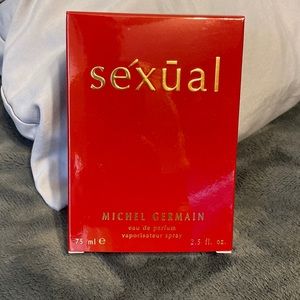 séxūal
MICHEL GERMAIN
eau de parfum
vaporisateur spray
75 ml e 2.5 fl. oz.